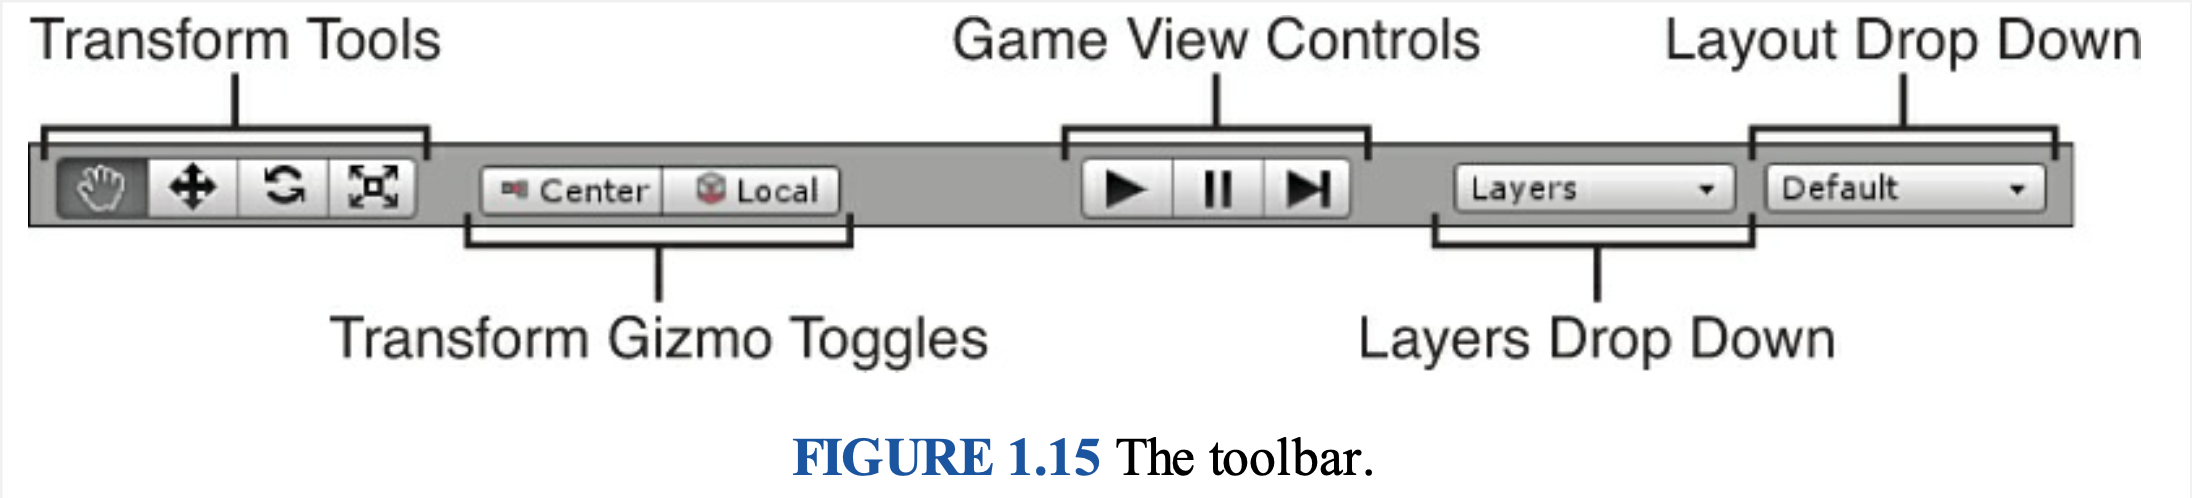 Transform Tools
Game View Controls
Layout Drop Down
Center
Local
Layers
Default
Transform Gizmo Toggles
Layers Drop Down
FIGURE 1.15 The toolbar.